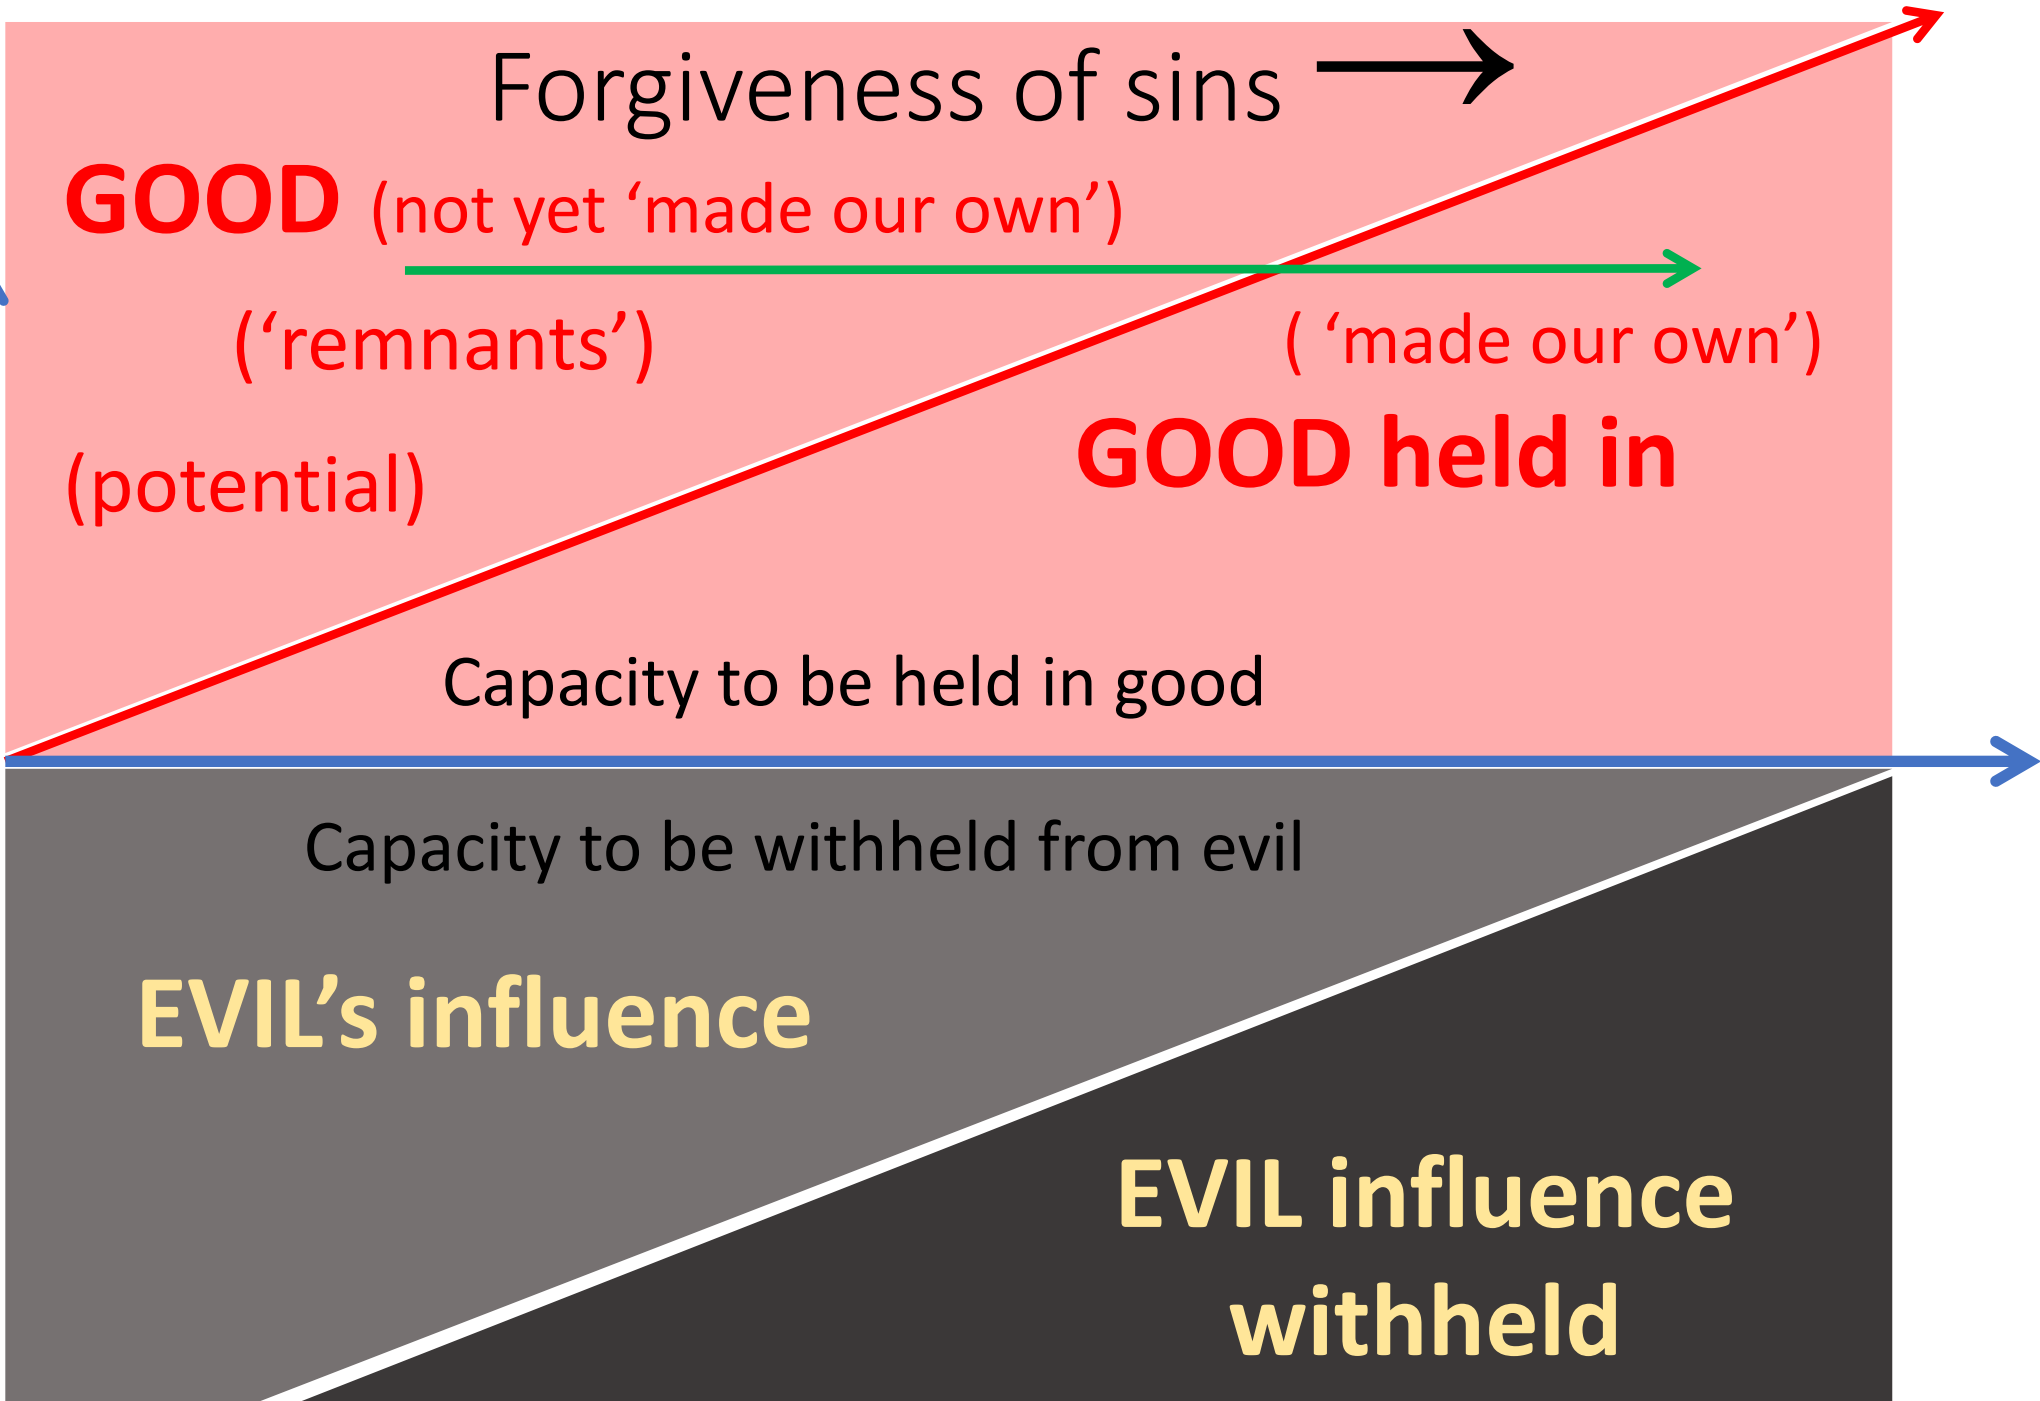 Forgiveness of sins →
GOOD (not yet ‘made our own’)
(‘remnants’)
( ‘made our own’)
GOOD held in
(potential)
Capacity to be held in good
Capacity to be withheld from evil
EVIL’s influence
EVIL influence
withheld